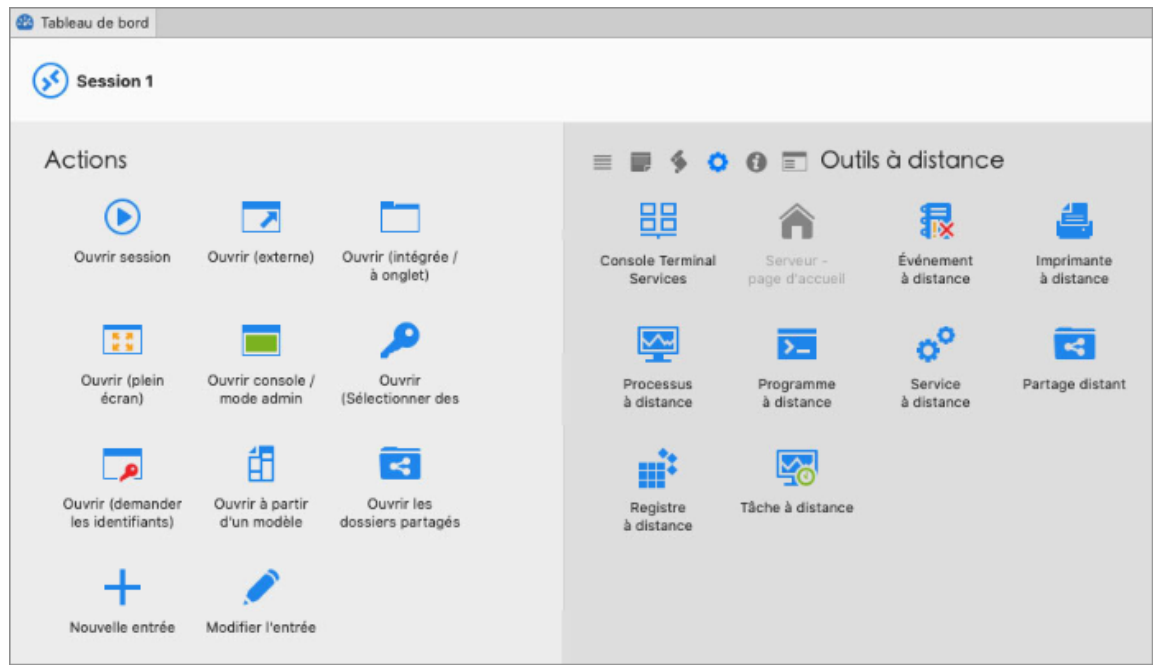 Tableau de bord
Session 1
Actions
Ouvrir session
Ouvrir (externe)
Ouvrir (intégrée /
à onglet)
Ouvrir (plein
écran)
Ouvrir console /
mode admin
Ouvrir
(Sélectionner des
Ouvrir (demander
les identifiants)
Ouvrir à partir
d'un modèle
Ouvrir les
dossiers partagés
Nouvelle entrée
Modifier l'entrée
Outils à distance
Console Terminal
Services
Serveur -
page d'accueil
Événement
à distance
Imprimante
à distance
Processus
à distance
Programme
à distance
Service
à distance
Partage distant
Registre
à distance
Tâche à distance